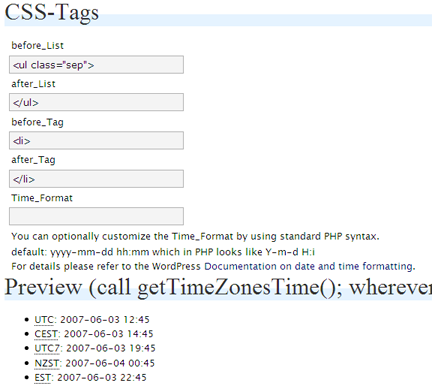 CSS-Tags
before_List
<ul class="sep">
after_List
</ul>
before_Tag
<li>
after_Tag
</li>
Time_Format
You can optionally customize the Time_Format by using standard PHP syntax.
default: yyyy-mm-dd hh:mm which in PHP looks like Y-m-d H:i
For details please refer to the WordPress Documentation on date and time formatting.
Preview (call getTimeZonesTime(); wherever
UTC: 2007-06-03 12:45
CEST: 2007-06-03 14:45
UTC7: 2007-06-03 19:45
NZST: 2007-06-04 00:45
EST: 2007-06-03 22:45